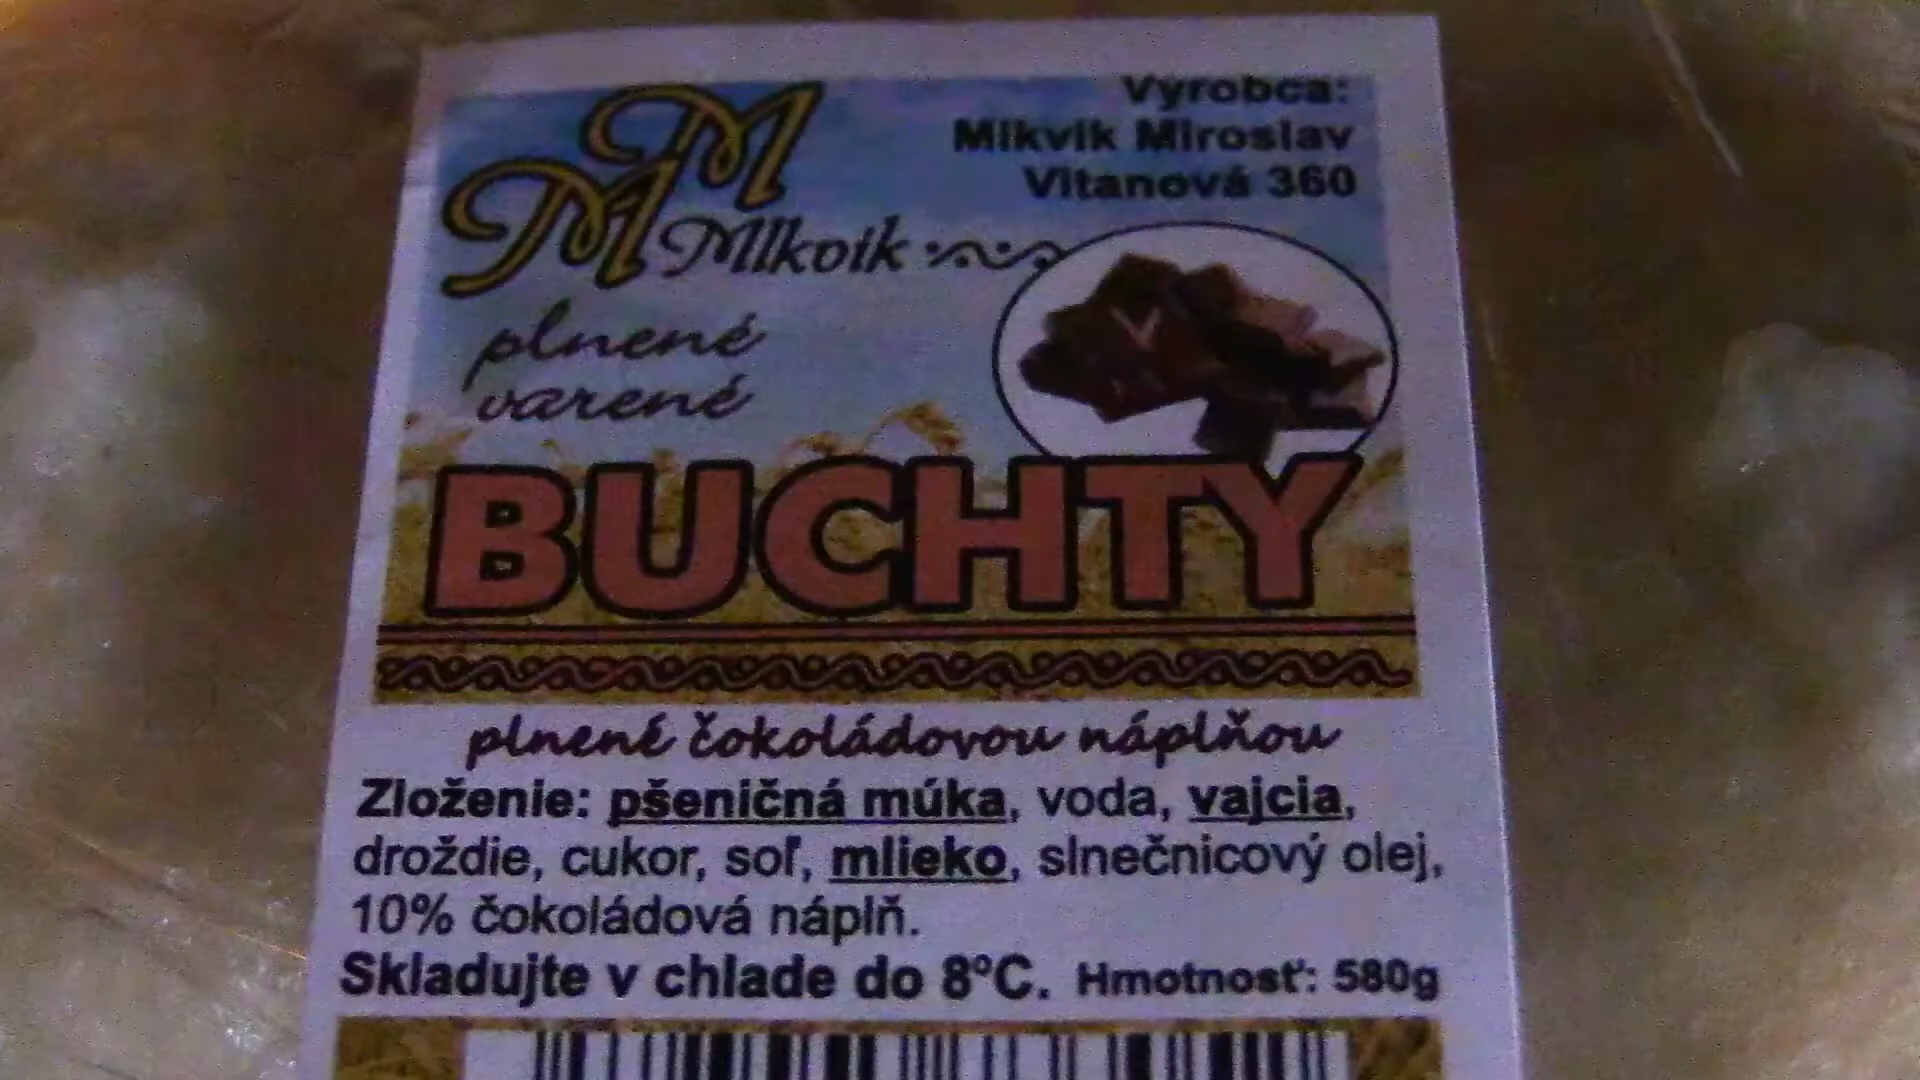 Vyrobca:
Mlkvik Miroslav
Vitanová 360
MM Mlkvik
plnené
varené
BUCHTY
plnené čokoládovou náplňou
Zloženie: pšeničná múka, voda, vajcia,
droždie, cukor, soľ, mlieko, slnečnicový olej,
10% čokoládová náplň.
Skladujte v chlade do 8°C. Hmotnosť: 580g